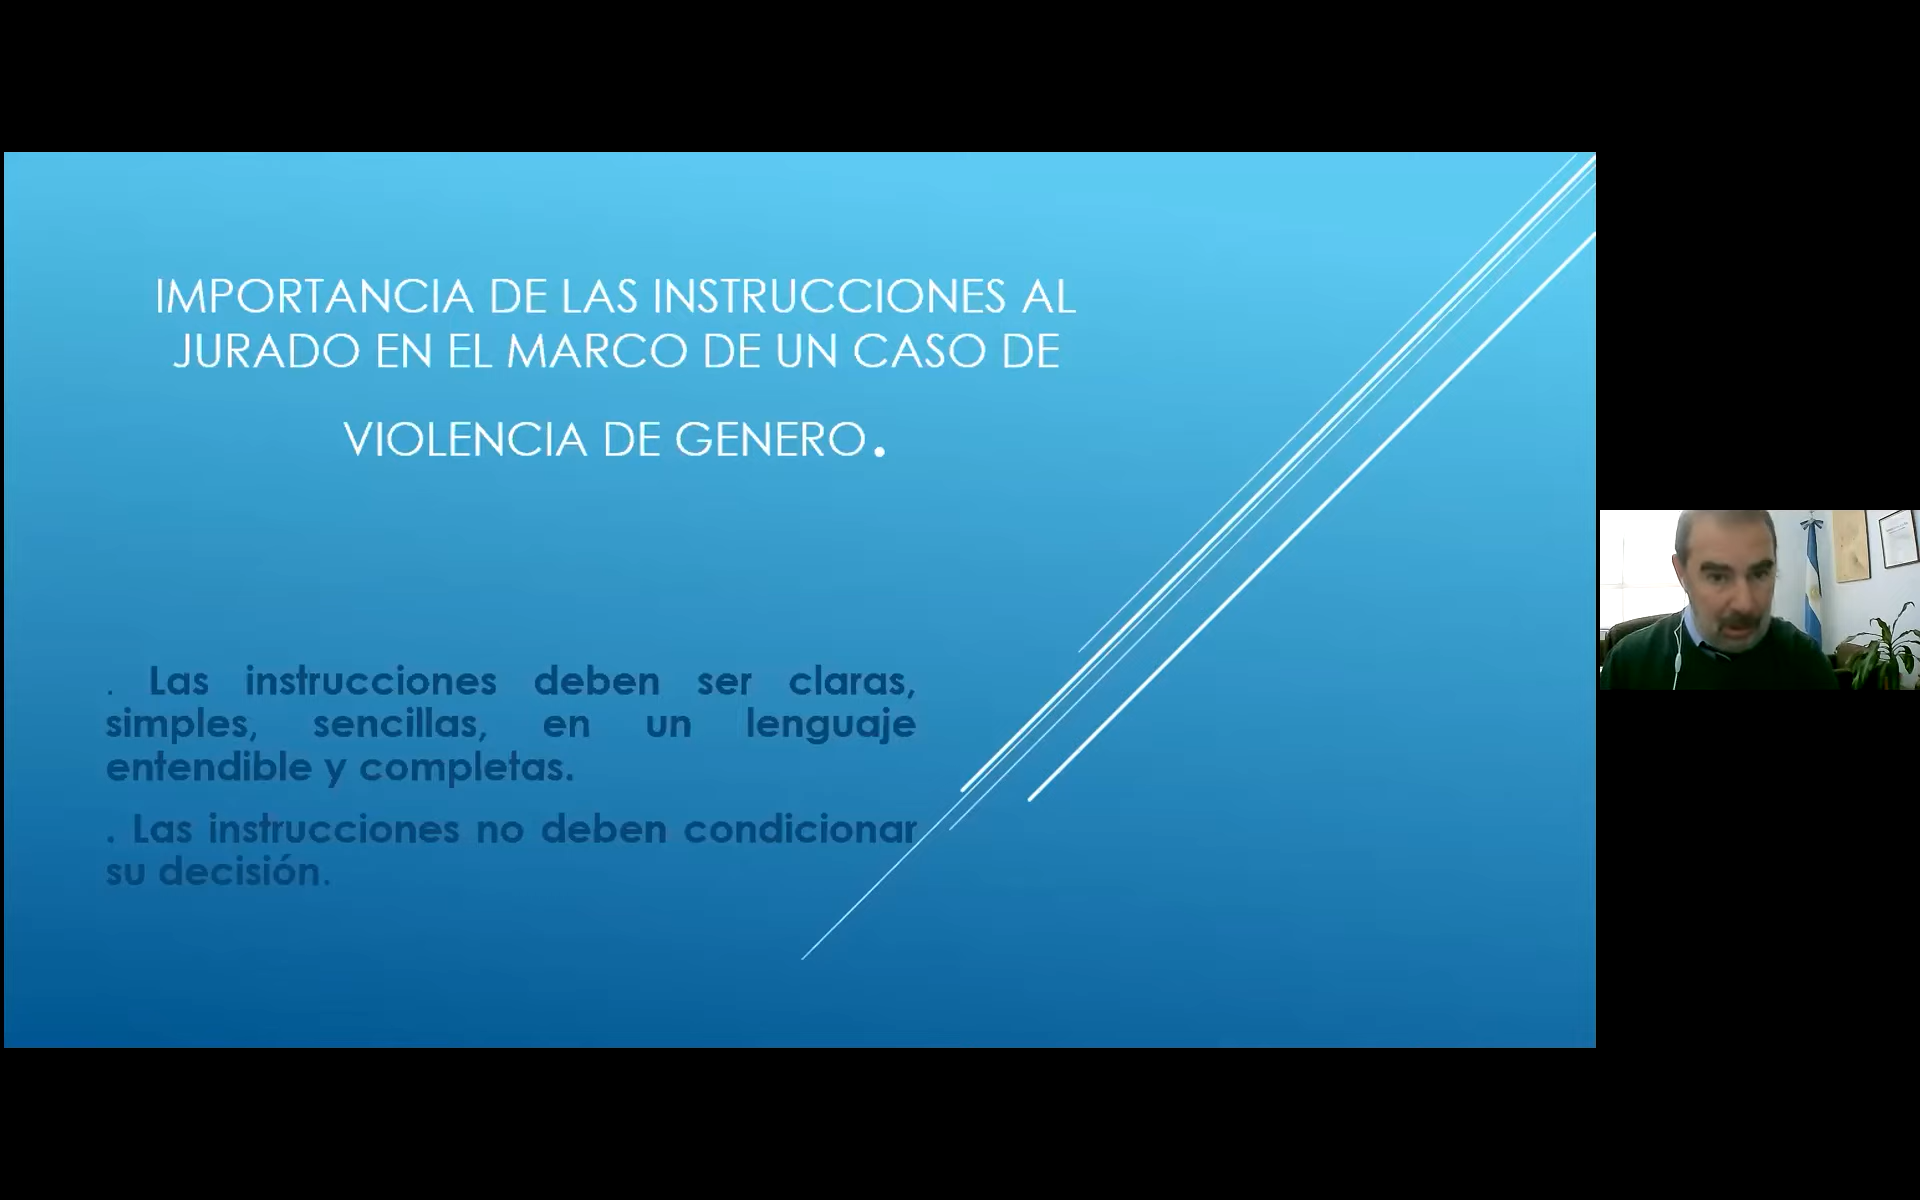 IMPORTANCIA DE LAS INSTRUCCIONES AL
JURADO EN EL MARCO DE UN CASO DE
VIOLENCIA DE GENERO.
. Las instrucciones deben ser claras,
simples, sencillas, en un lenguaje
entendible y completas.
. Las instrucciones no deben condicionar
su decisión.